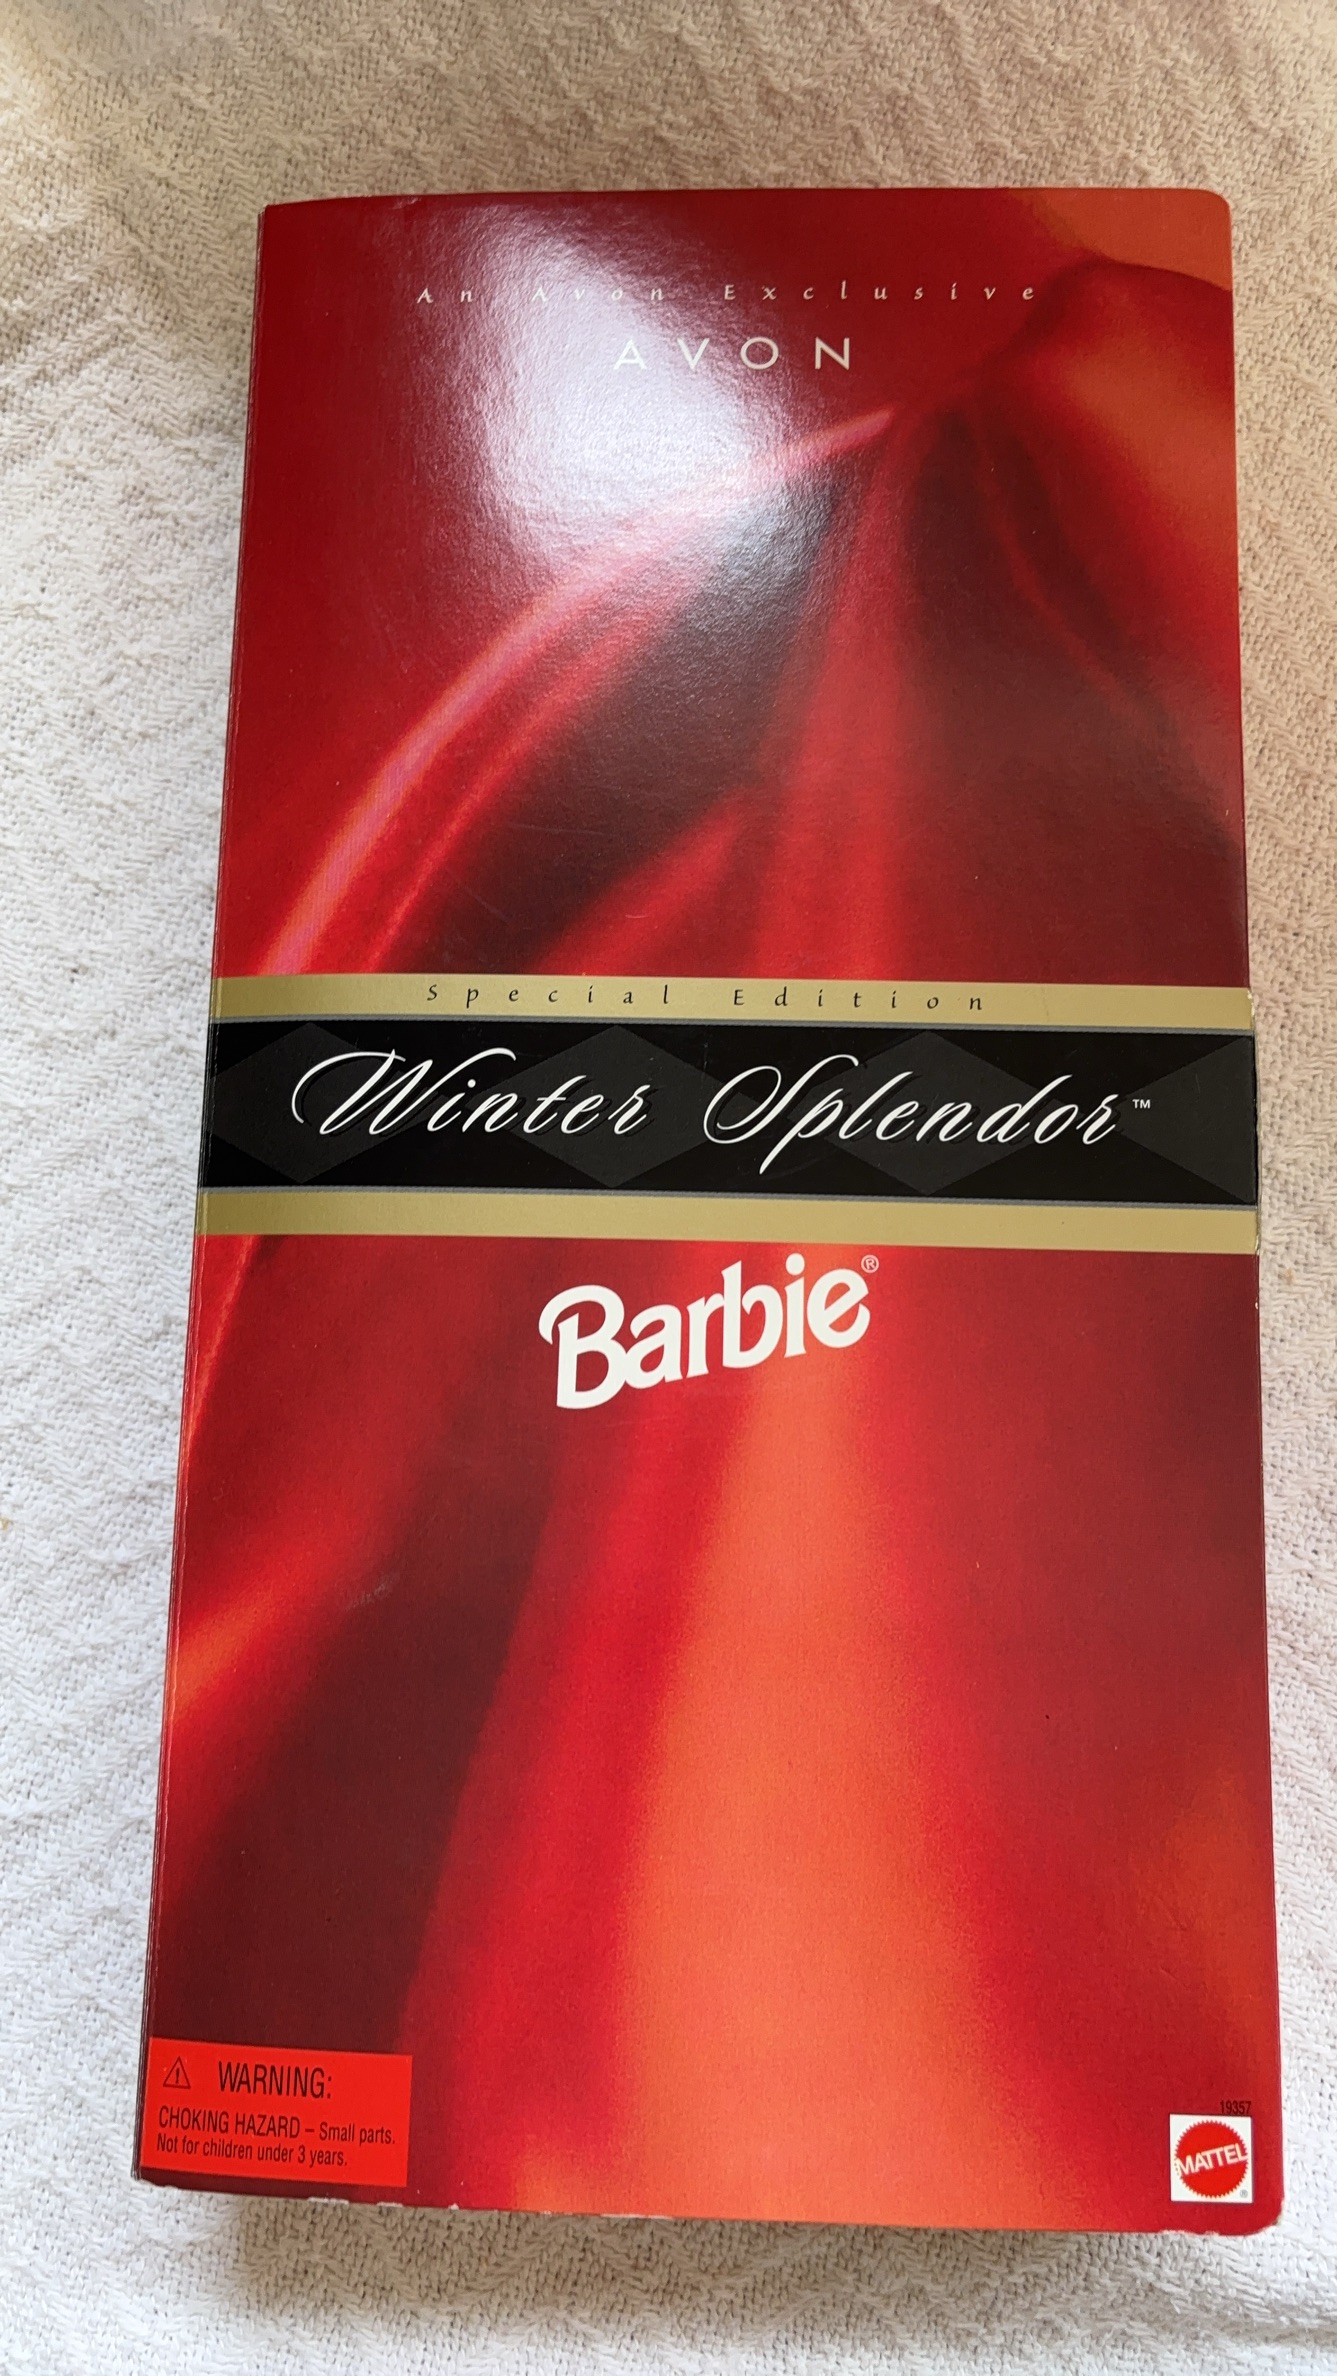 An Avon Exclusive
AVON
Special Edition
Winter Splendor™
Barbie®
⚠ WARNING:
CHOKING HAZARD – Small parts.
Not for children under 3 years.
19357
MATTEL
®